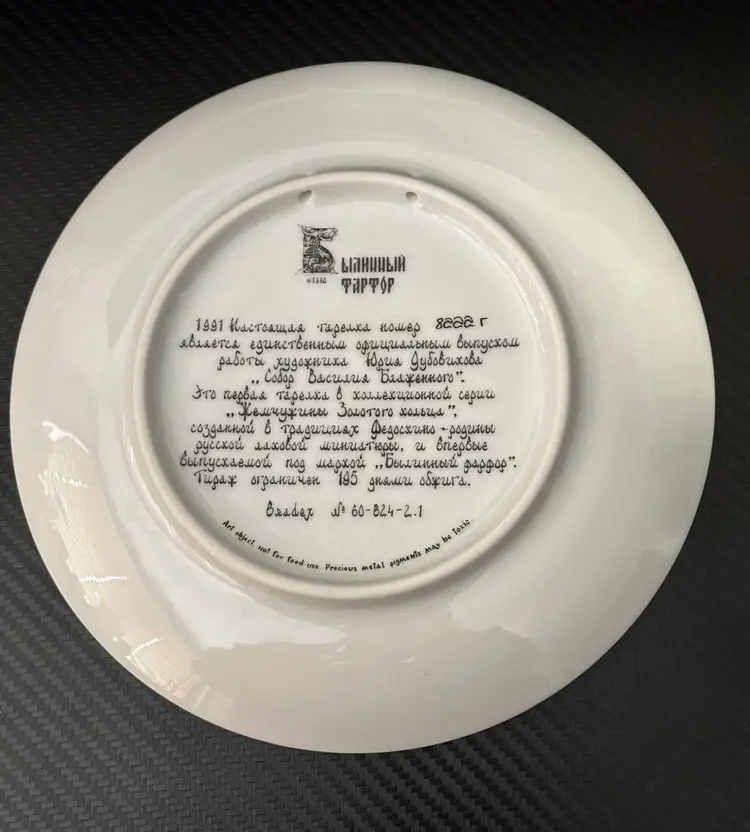 Былинный
фарфор
1991 Настоящая тарелка номер г
является единственным официальным выпуском
работы художника Юрия Дубовикова
„Собор Василия Блаженного".
Это первая тарелка в коллекционной серии
„Жемчужины Золотого кольца",
созданной в традициях Федоскино-родины
русской лаковой миниатюры, и впервые
выпускаемой под маркой „Былинный фарфор".
Тираж ограничен 195 днями обжига.
Bradex № 60-B24-2.1
Art object, not for food use. Precious metal pigments may be toxic.